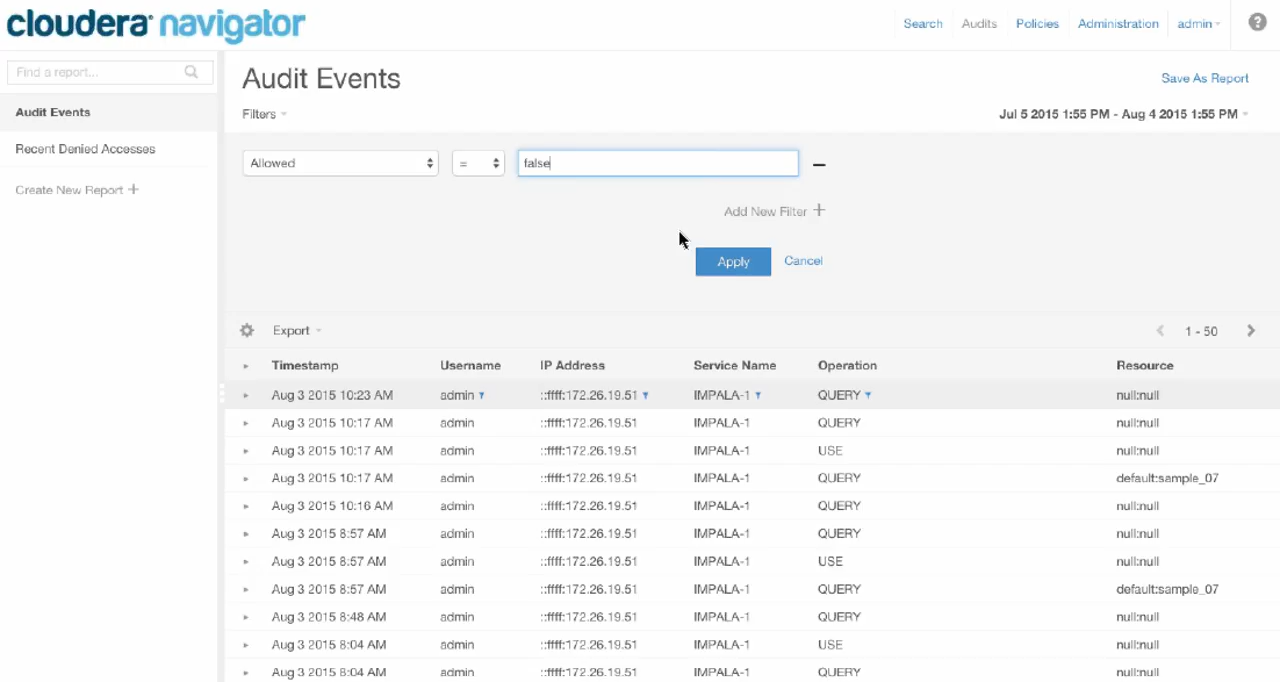 cloudera navigator
Search Audits Policies Administration admin ?
Find a report...
Audit Events
Recent Denied Accesses
Create New Report +
Audit Events
Save As Report
Filters
Jul 5 2015 1:55 PM - Aug 4 2015 1:55 PM
Allowed = false
Add New Filter +
Apply Cancel
Export 1 - 50
Timestamp Username IP Address Service Name Operation Resource
Aug 3 2015 10:23 AM admin ::ffff:172.26.19.51 IMPALA-1 QUERY null:null
Aug 3 2015 10:17 AM admin ::ffff:172.26.19.51 IMPALA-1 QUERY null:null
Aug 3 2015 10:17 AM admin ::ffff:172.26.19.51 IMPALA-1 USE null:null
Aug 3 2015 10:17 AM admin ::ffff:172.26.19.51 IMPALA-1 QUERY default:sample_07
Aug 3 2015 10:16 AM admin ::ffff:172.26.19.51 IMPALA-1 QUERY null:null
Aug 3 2015 8:57 AM admin ::ffff:172.26.19.51 IMPALA-1 QUERY null:null
Aug 3 2015 8:57 AM admin ::ffff:172.26.19.51 IMPALA-1 USE null:null
Aug 3 2015 8:57 AM admin ::ffff:172.26.19.51 IMPALA-1 QUERY default:sample_07
Aug 3 2015 8:48 AM admin ::ffff:172.26.19.51 IMPALA-1 QUERY null:null
Aug 3 2015 8:04 AM admin ::ffff:172.26.19.51 IMPALA-1 USE null:null
Aug 3 2015 8:04 AM admin ::ffff:172.26.19.51 IMPALA-1 QUERY null:null